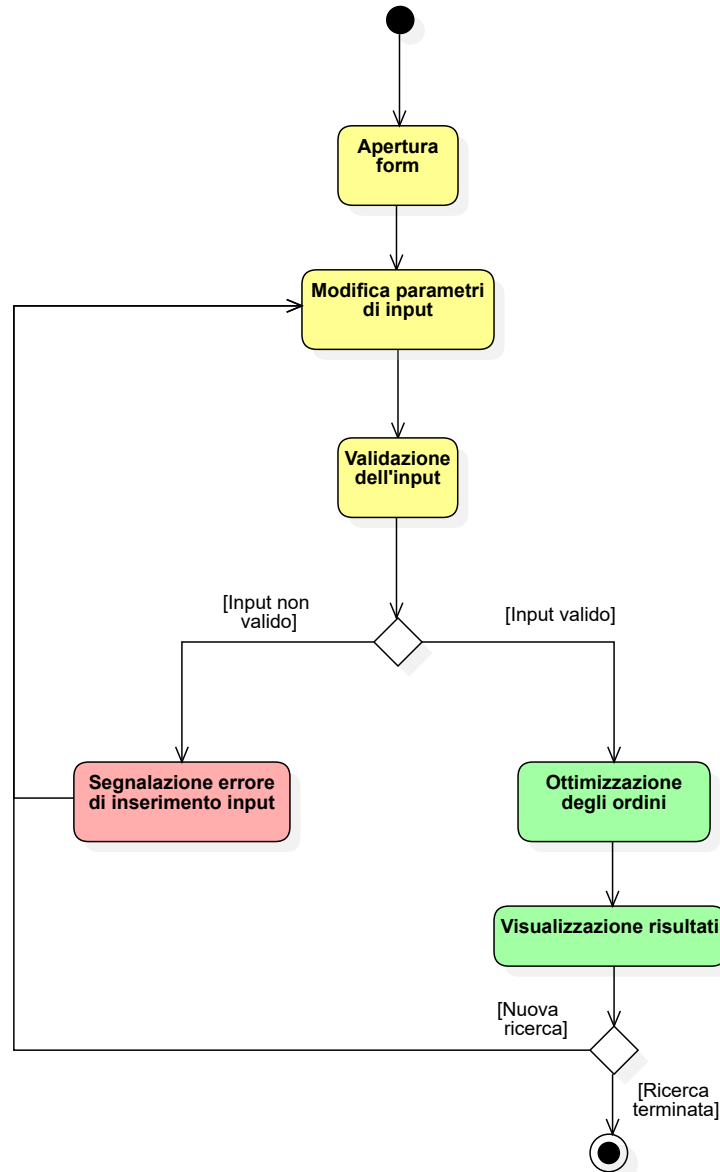 Apertura
form
Modifica parametri
di input
Validazione
dell'input
[Input non
valido]
[Input valido]
Segnalazione errore
di inserimento input
Ottimizzazione
degli ordini
Visualizzazione risultati
[Nuova
ricerca]
[Ricerca
terminata]